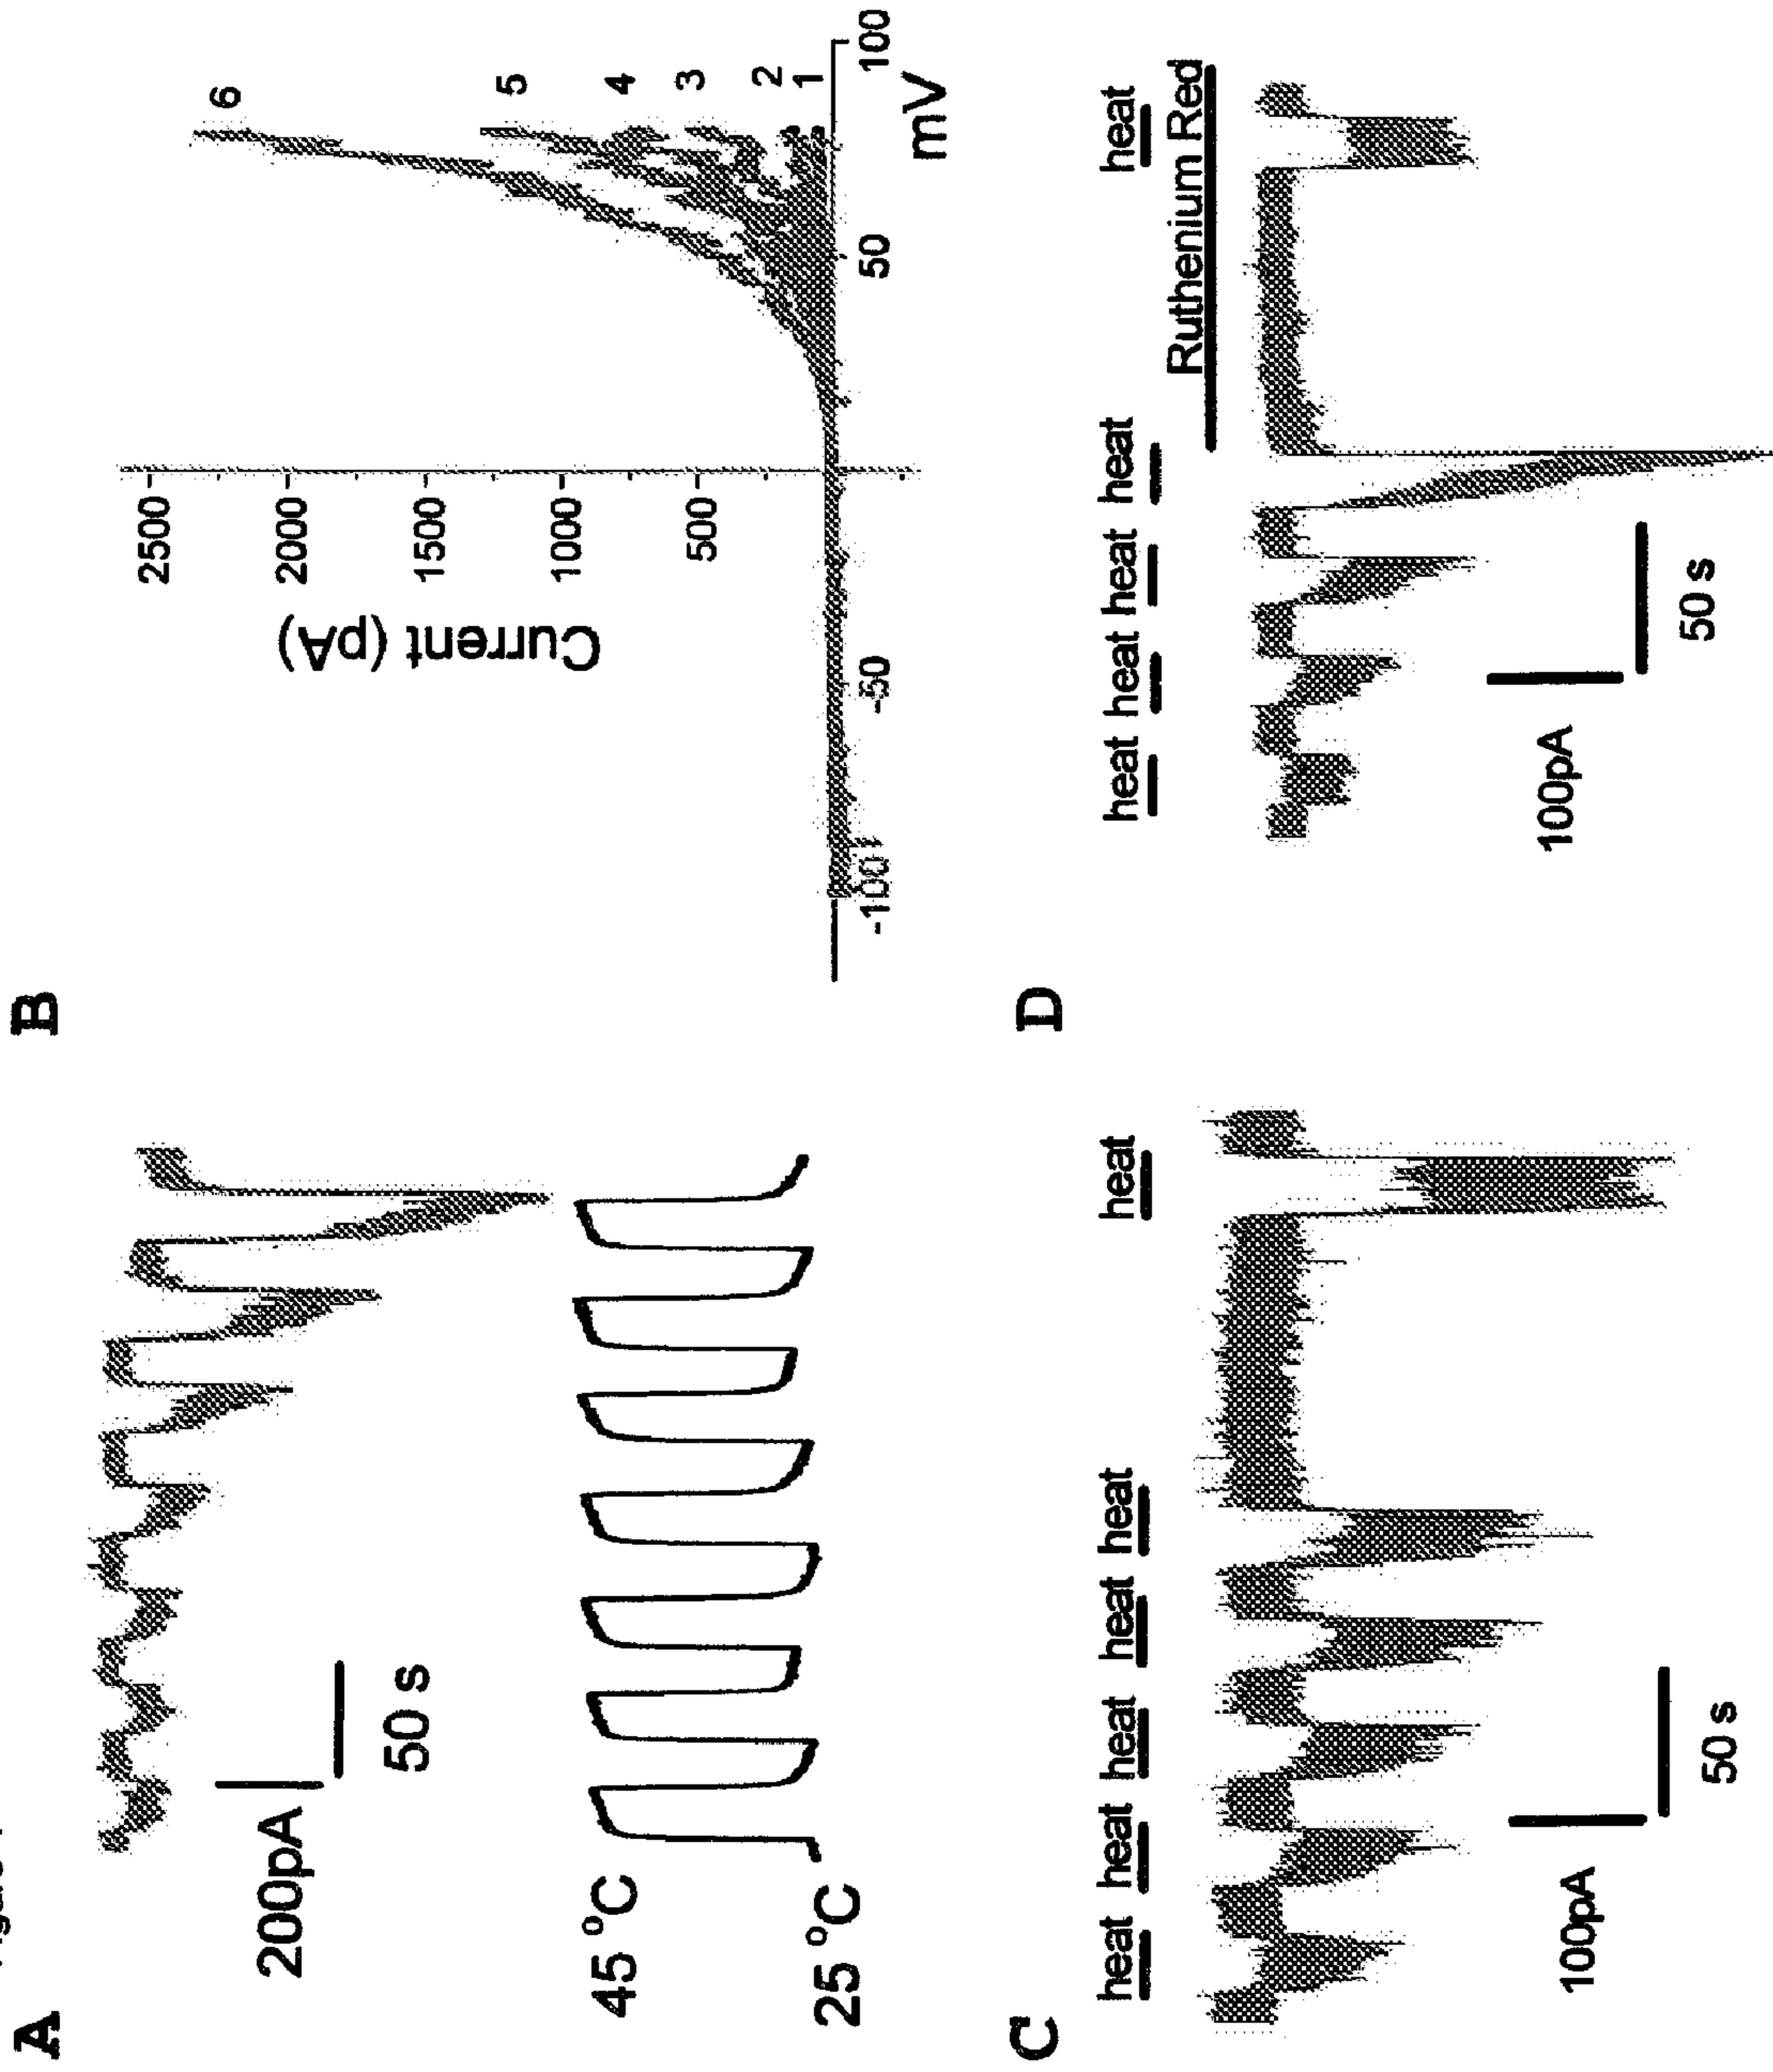 A
200pA
50 s
45 °C
25 °C
B
Current (pA)
2500
2000
1500
1000
500
-100
-50
50
100
mV
6
5
4
3
2
1
C
heat heat heat heat heat heat
100pA
50 s
D
heat heat heat heat heat
Ruthenium Red
100pA
50 s